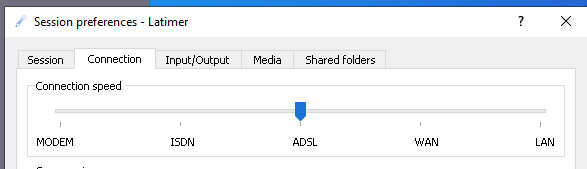 Session preferences - Latimer
?
Session Connection Input/Output Media Shared folders
Connection speed
MODEM ISDN ADSL WAN LAN